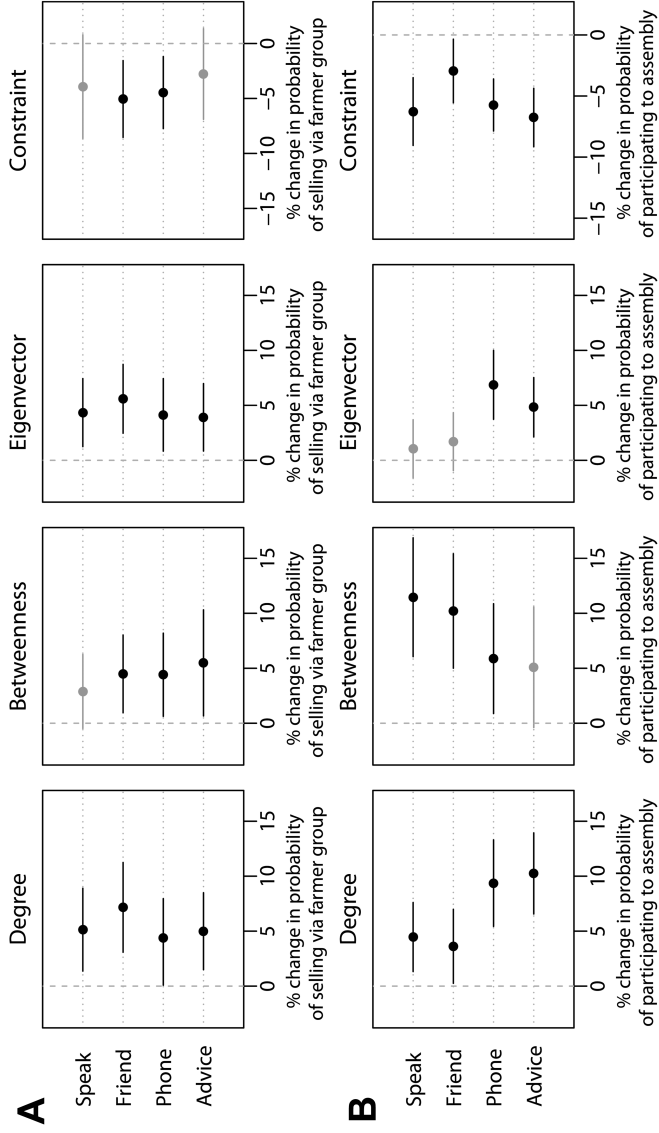 A
Degree
Betweenness
Eigenvector
Constraint
Speak
Friend
Phone
Advice
0 5 10 15
0 5 10 15
0 5 10 15
−15 −10 −5 0
% change in probability
of selling via farmer group
% change in probability
of selling via farmer group
% change in probability
of selling via farmer group
% change in probability
of selling via farmer group
B
Degree
Betweenness
Eigenvector
Constraint
Speak
Friend
Phone
Advice
0 5 10 15
0 5 10 15
0 5 10 15
−15 −10 −5 0
% change in probability
of participating to assembly
% change in probability
of participating to assembly
% change in probability
of participating to assembly
% change in probability
of participating to assembly